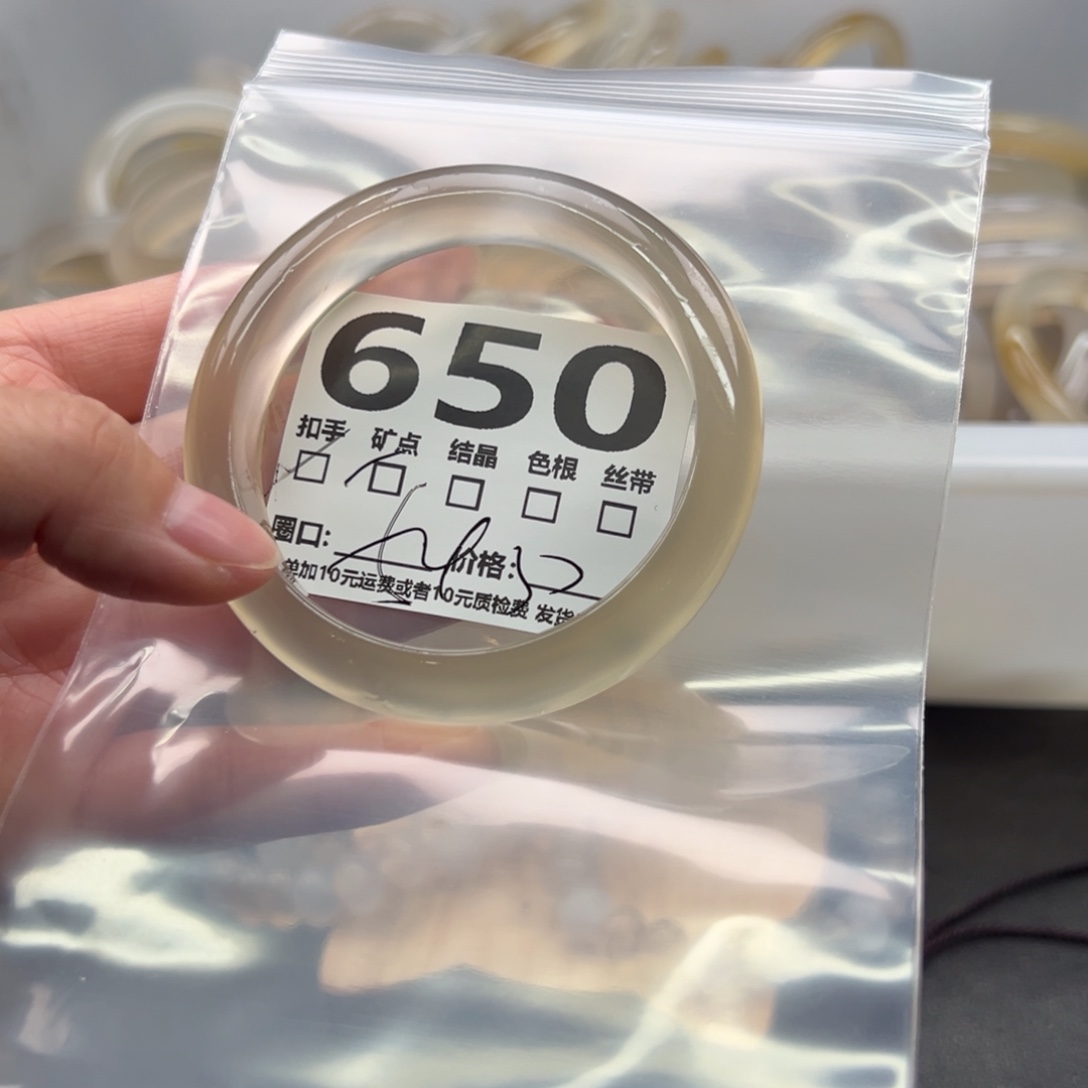 650
扣手 矿点 结晶 色根 丝带
圈口: 价格:
单加10元运费或者10元质检费 发货